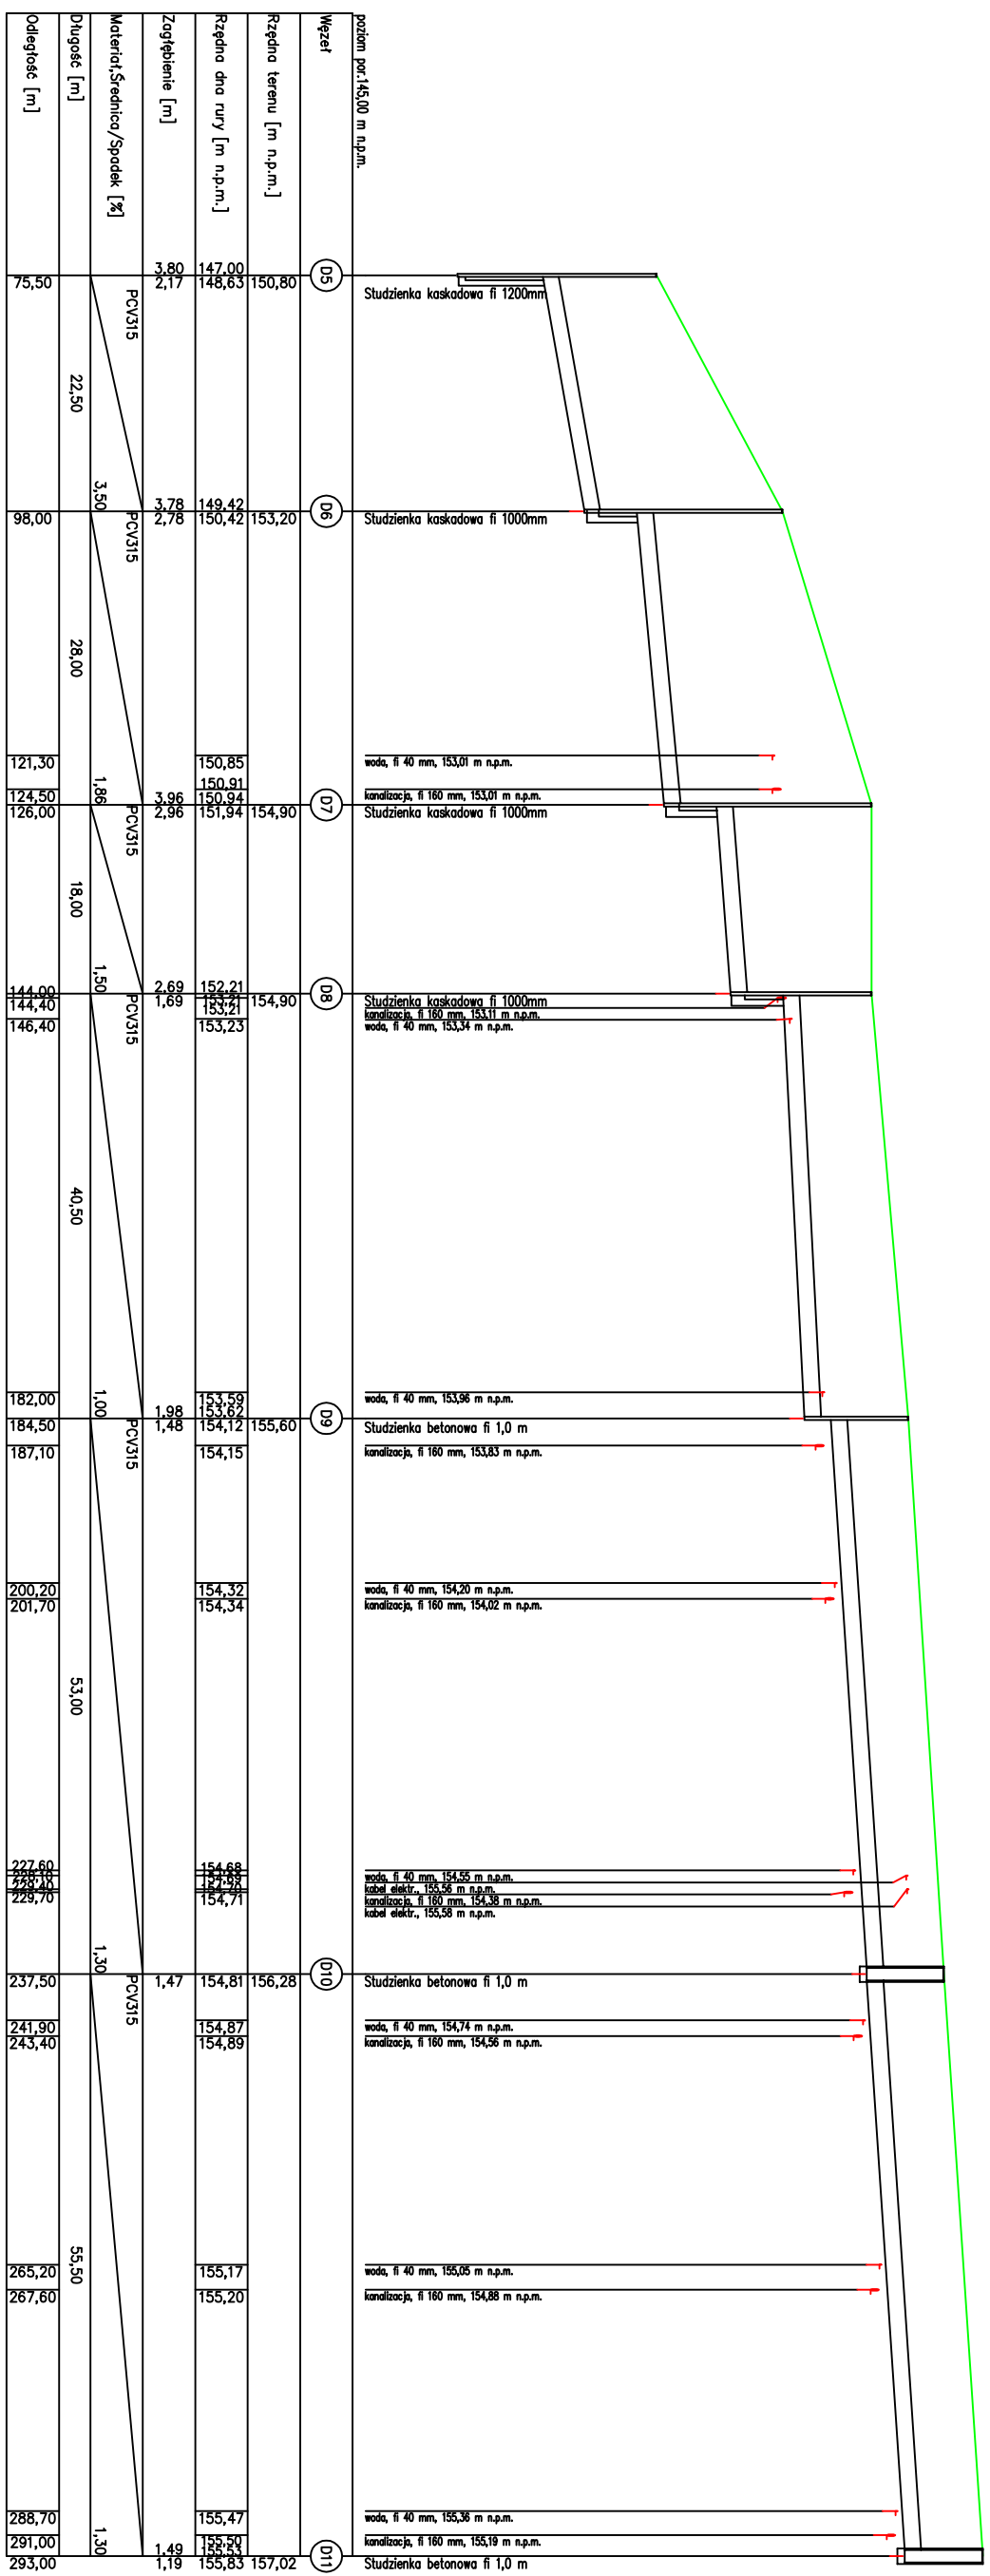 poziom por.145,00 m n.p.m.
Węzeł
D5
D6
D7
D8
D9
D10
D11
Rzędna terenu [m n.p.m.]
150,80
153,20
154,90
154,90
155,60
156,28
157,02
Rzędna dna rury [m n.p.m.]
147,00
148,63
149,42
150,42
150,85
150,91
150,94
151,94
152,21
153,21
153,21
153,23
153,59
153,62
154,12
154,15
154,32
154,34
154,68
154,69
154,70
154,71
154,81
154,87
154,89
155,17
155,20
155,47
155,50
155,53
155,83
Zagłębienie [m]
3,80
2,17
3,78
2,78
3,96
2,96
2,69
1,69
1,98
1,48
1,47
1,49
1,19
Materiał,Średnica/Spadek [%]
PCV315
3,50
PCV315
1,86
PCV315
1,50
PCV315
1,00
PCV315
1,30
PCV315
1,30
Długość [m]
22,50
28,00
18,00
40,50
53,00
55,50
Odległość [m]
75,50
98,00
121,30
124,50
126,00
144,00
144,40
146,40
182,00
184,50
187,10
200,20
201,70
227,60
229,40
229,70
237,50
241,90
243,40
265,20
267,60
288,70
291,00
293,00
Studzienka kaskadowa fi 1200mm
Studzienka kaskadowa fi 1000mm
woda, fi 40 mm, 153,01 m n.p.m.
kanalizacja, fi 160 mm, 153,01 m n.p.m.
Studzienka kaskadowa fi 1000mm
Studzienka kaskadowa fi 1000mm
kanalizacja, fi 160 mm, 153,11 m n.p.m.
woda, fi 40 mm, 153,34 m n.p.m.
woda, fi 40 mm, 153,96 m n.p.m.
Studzienka betonowa fi 1,0 m
kanalizacja, fi 160 mm, 153,83 m n.p.m.
woda, fi 40 mm, 154,20 m n.p.m.
kanalizacja, fi 160 mm, 154,02 m n.p.m.
woda, fi 40 mm, 154,55 m n.p.m.
kabel elektr., 155,56 m n.p.m.
kanalizacja, fi 160 mm, 154,38 m n.p.m.
kabel elektr., 155,58 m n.p.m.
Studzienka betonowa fi 1,0 m
woda, fi 40 mm, 154,74 m n.p.m.
kanalizacja, fi 160 mm, 154,56 m n.p.m.
woda, fi 40 mm, 155,05 m n.p.m.
kanalizacja, fi 160 mm, 154,88 m n.p.m.
woda, fi 40 mm, 155,36 m n.p.m.
kanalizacja, fi 160 mm, 155,19 m n.p.m.
Studzienka betonowa fi 1,0 m